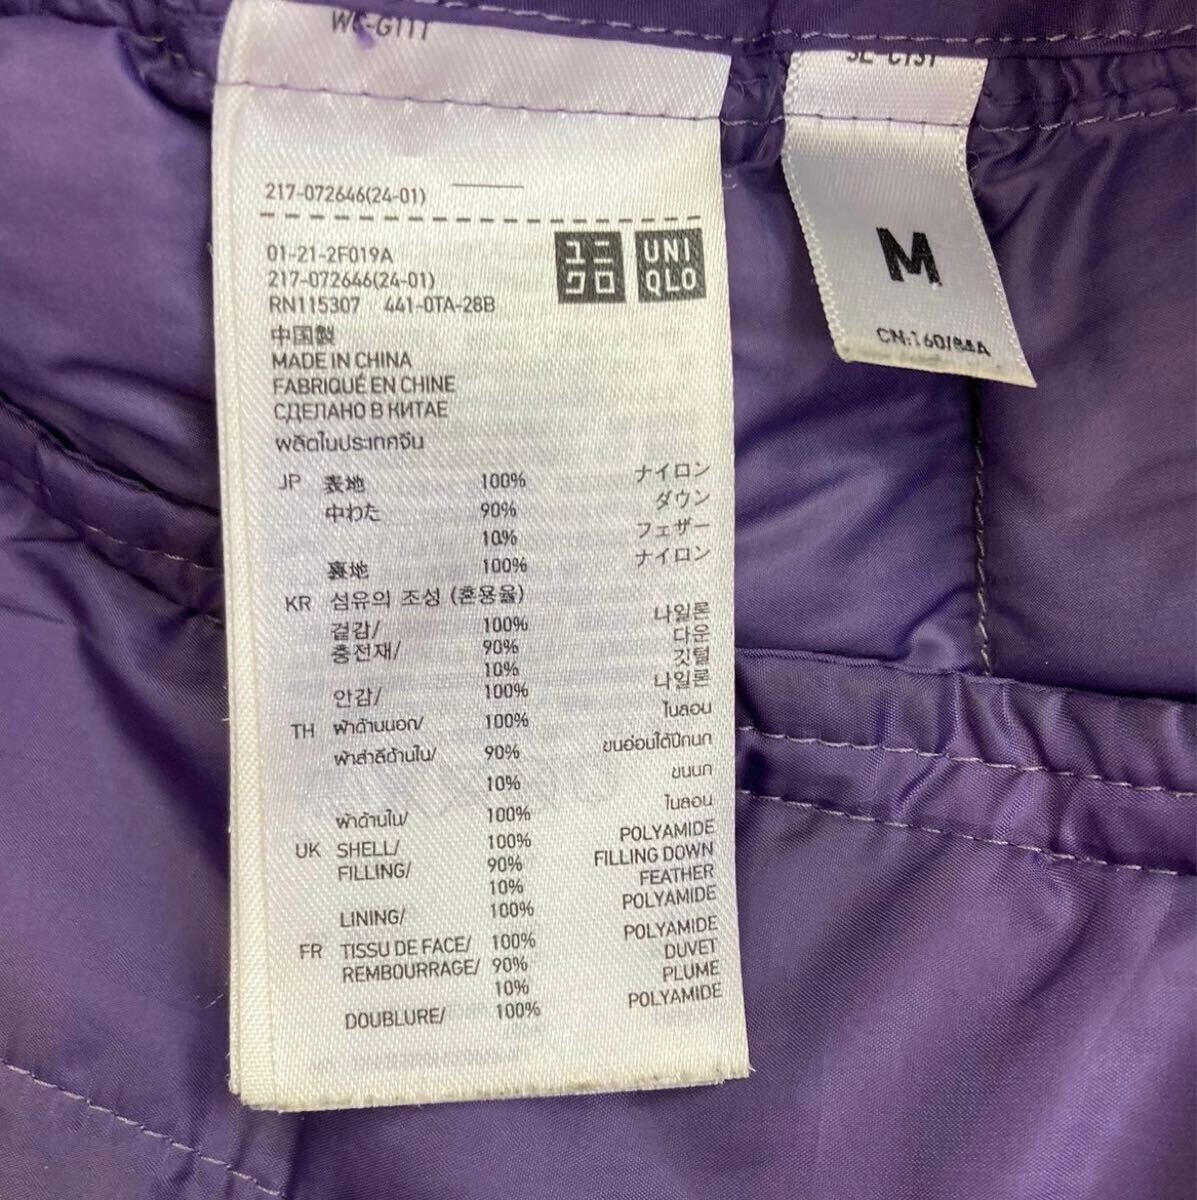 WC-G111
217-072646(24-01)
01-21-2F019A
217-072646(24-01)
RN115307 441-0TA-28B
ユニクロ
UNIQLO
中国製
MADE IN CHINA
FABRIQUÉ EN CHINE
СДЕЛАНО В КИТАЕ
ผลิตในประเทศจีน
JP 表地 100% ナイロン
中わた 90% ダウン
10% フェザー
裏地 100% ナイロン
KR 섬유의 조성 (혼용율)
겉감/ 100% 나일론
충전재/ 90% 다운
10% 깃털
안감/ 100% 나일론
TH ผ้าด้านนอก/ 100% ไนลอน
ผ้าสำลีด้านใน/ 90% ขนอ่อนใต้ปีกนก
10% ขนนก
ผ้าด้านใน/ 100% ไนลอน
UK SHELL/ 100% POLYAMIDE
FILLING/ 90% FILLING DOWN
10% FEATHER
LINING/ 100% POLYAMIDE
FR TISSU DE FACE/ 100% POLYAMIDE
REMBOURRAGE/ 90% DUVET
10% PLUME
DOUBLURE/ 100% POLYAMIDE
M
CN:160/84A